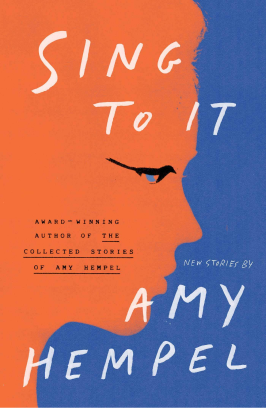 SING
TO IT
AWARD-WINNING
AUTHOR OF THE
COLLECTED STORIES
OF AMY HEMPEL
NEW STORIES BY
AMY
HEMPEL